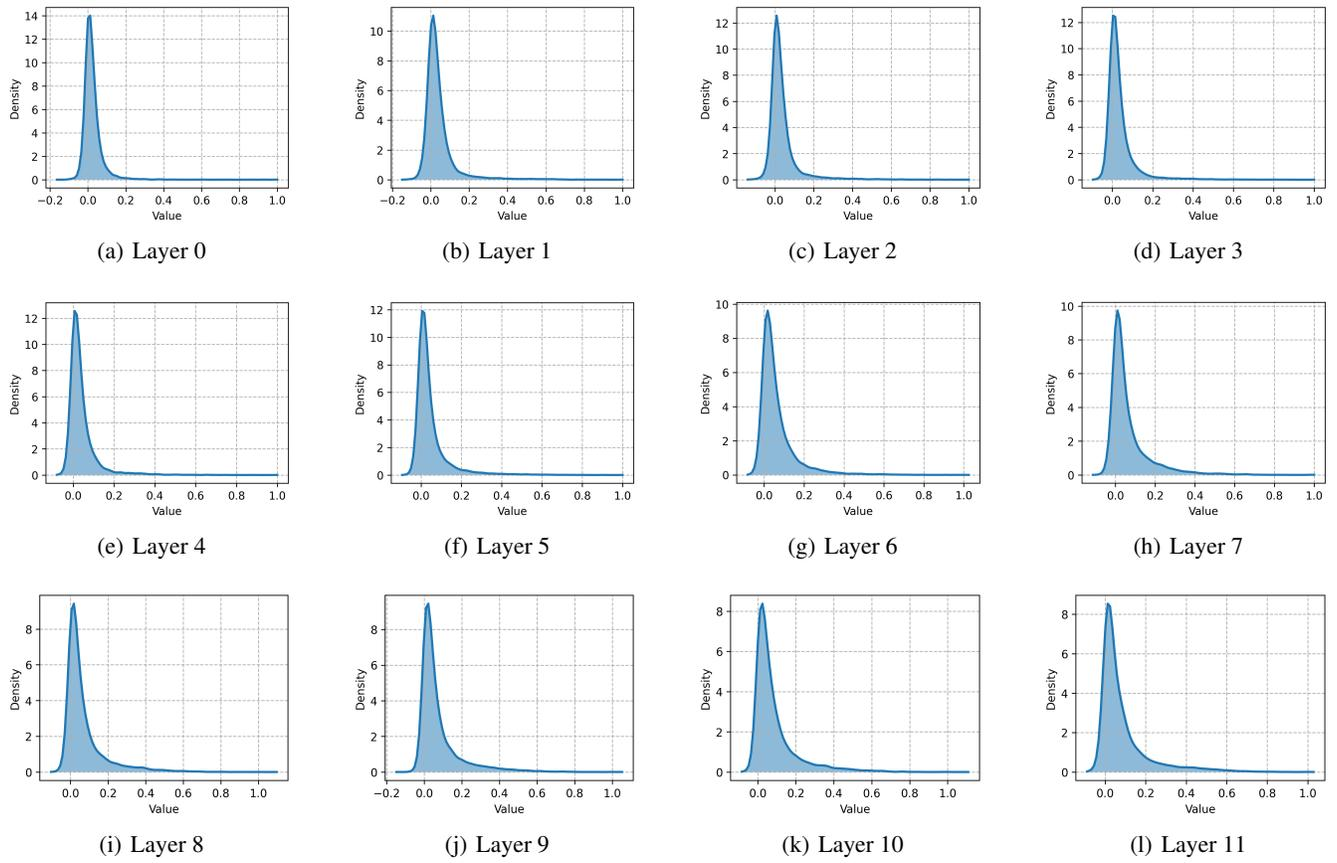 14
12
10
8
6
4
2
0
Density
−0.2 0.0 0.2 0.4 0.6 0.8 1.0
Value
(a) Layer 0
10
8
6
4
2
0
Density
−0.2 0.0 0.2 0.4 0.6 0.8 1.0
Value
(b) Layer 1
12
10
8
6
4
2
0
Density
0.0 0.2 0.4 0.6 0.8 1.0
Value
(c) Layer 2
12
10
8
6
4
2
0
Density
0.0 0.2 0.4 0.6 0.8 1.0
Value
(d) Layer 3
12
10
8
6
4
2
0
Density
0.0 0.2 0.4 0.6 0.8 1.0
Value
(e) Layer 4
12
10
8
6
4
2
0
Density
0.0 0.2 0.4 0.6 0.8 1.0
Value
(f) Layer 5
10
8
6
4
2
0
Density
0.0 0.2 0.4 0.6 0.8 1.0
Value
(g) Layer 6
10
8
6
4
2
0
Density
0.0 0.2 0.4 0.6 0.8 1.0
Value
(h) Layer 7
8
6
4
2
0
Density
0.0 0.2 0.4 0.6 0.8 1.0
Value
(i) Layer 8
8
6
4
2
0
Density
−0.2 0.0 0.2 0.4 0.6 0.8 1.0
Value
(j) Layer 9
8
6
4
2
0
Density
0.0 0.2 0.4 0.6 0.8 1.0
Value
(k) Layer 10
8
6
4
2
0
Density
0.0 0.2 0.4 0.6 0.8 1.0
Value
(l) Layer 11